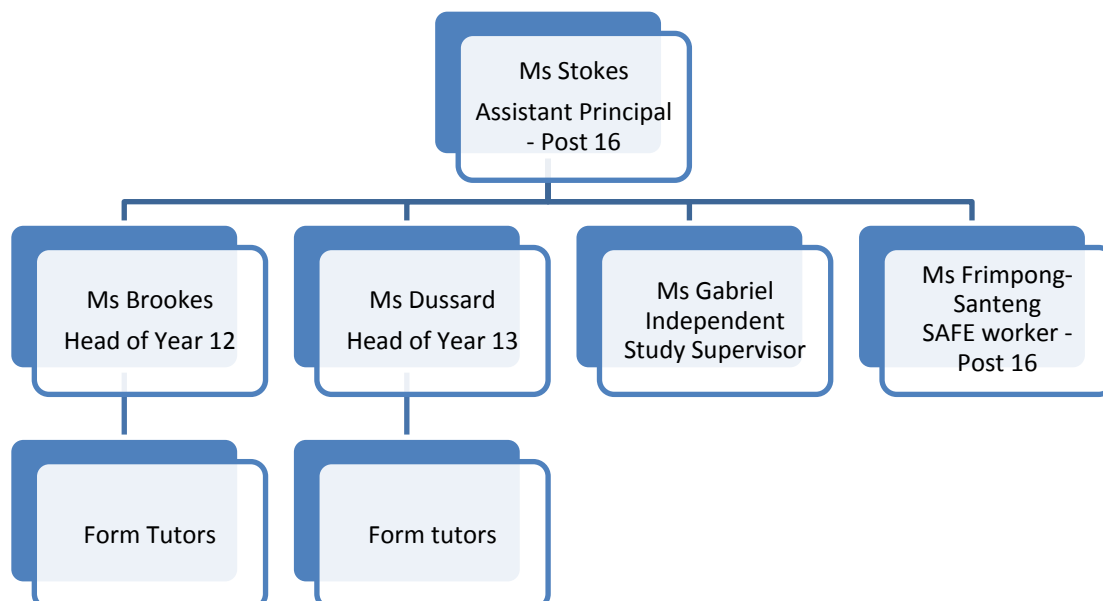 Ms Stokes
Assistant Principal
- Post 16
Ms Brookes
Head of Year 12
Ms Dussard
Head of Year 13
Ms Gabriel
Independent
Study Supervisor
Ms Frimpong-
Santeng
SAFE worker -
Post 16
Form Tutors
Form tutors